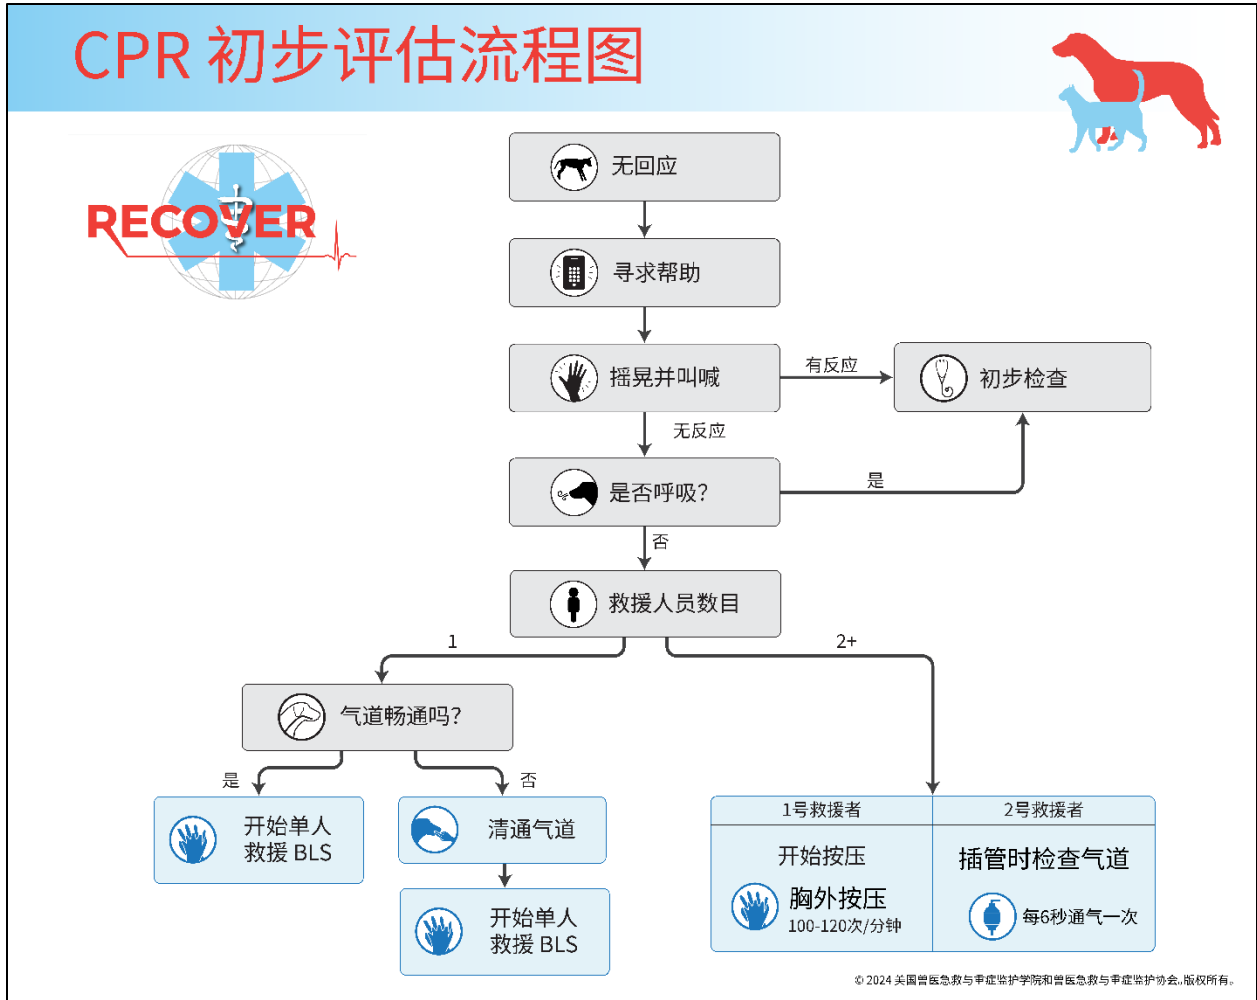 CPR 初步评估流程图
RECOVER
无回应
寻求帮助
摇晃并叫喊
有反应
初步检查
无反应
是否呼吸？
是
否
救援人员数目
1
2+
气道畅通吗？
是
否
开始单人
救援 BLS
清通气道
开始单人
救援 BLS
1号救援者
2号救援者
开始按压
插管时检查气道
胸外按压
100-120次/分钟
每6秒通气一次
© 2024 美国兽医急救与重症监护学院和兽医急救与重症监护协会.,版权所有。